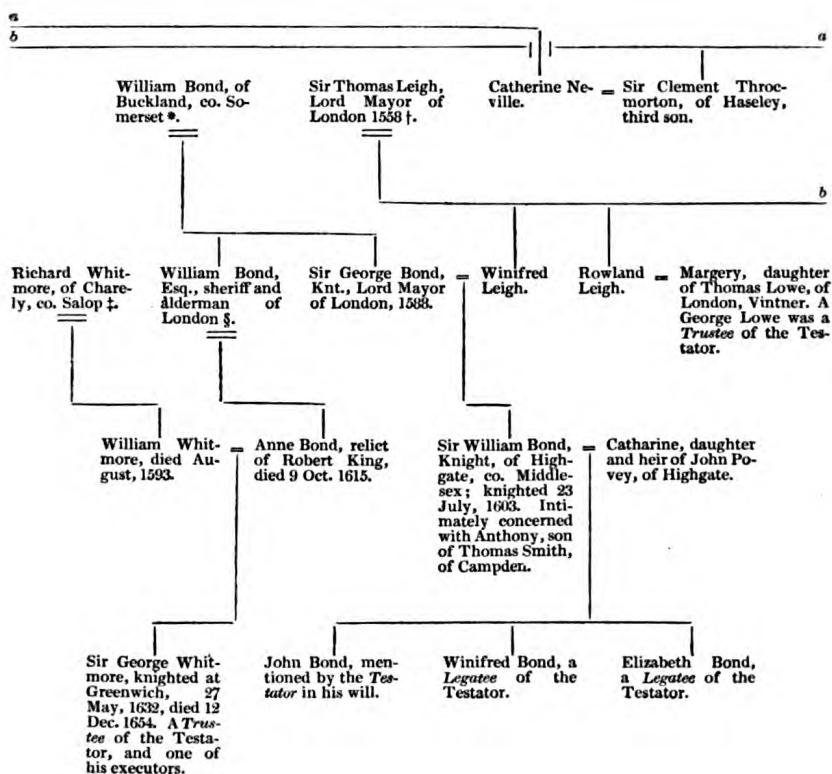 a
b
a
William Bond, of
Buckland, co. So-
merset *.
Sir Thomas Leigh,
Lord Mayor of
London 1558 †.
Catherine Ne-
ville.
=
Sir Clement Throc-
morton, of Haseley,
third son.
b
Richard Whit-
more, of Chare-
ly, co. Salop ‡.
William Bond,
Esq., sheriff and
alderman of
London §.
Sir George Bond,
Knt., Lord Mayor
of London, 1588.
=
Winifred
Leigh.
Rowland
Leigh.
=
Margery, daughter
of Thomas Lowe, of
London, Vintner. A
George Lowe was a
Trustee of the Tes-
tator.
William Whit-
more, died Au-
gust, 1593.
=
Anne Bond, relict
of Robert King,
died 9 Oct. 1615.
Sir William Bond,
Knight, of High-
gate, co. Middle-
sex; knighted 23
July, 1603. Inti-
mately concerned
with Anthony, son
of Thomas Smith,
of Campden.
=
Catharine, daughter
and heir of John Po-
vey, of Highgate.
Sir George Whit-
more, knighted at
Greenwich, 27
May, 1632, died 12
Dec. 1654. A Trus-
tee of the Testa-
tor, and one of
his executors.
John Bond, men-
tioned by the Tes-
tator in his will.
Winifred Bond, a
Legatee of the
Testator.
Elizabeth Bond,
a Legatee of the
Testator.